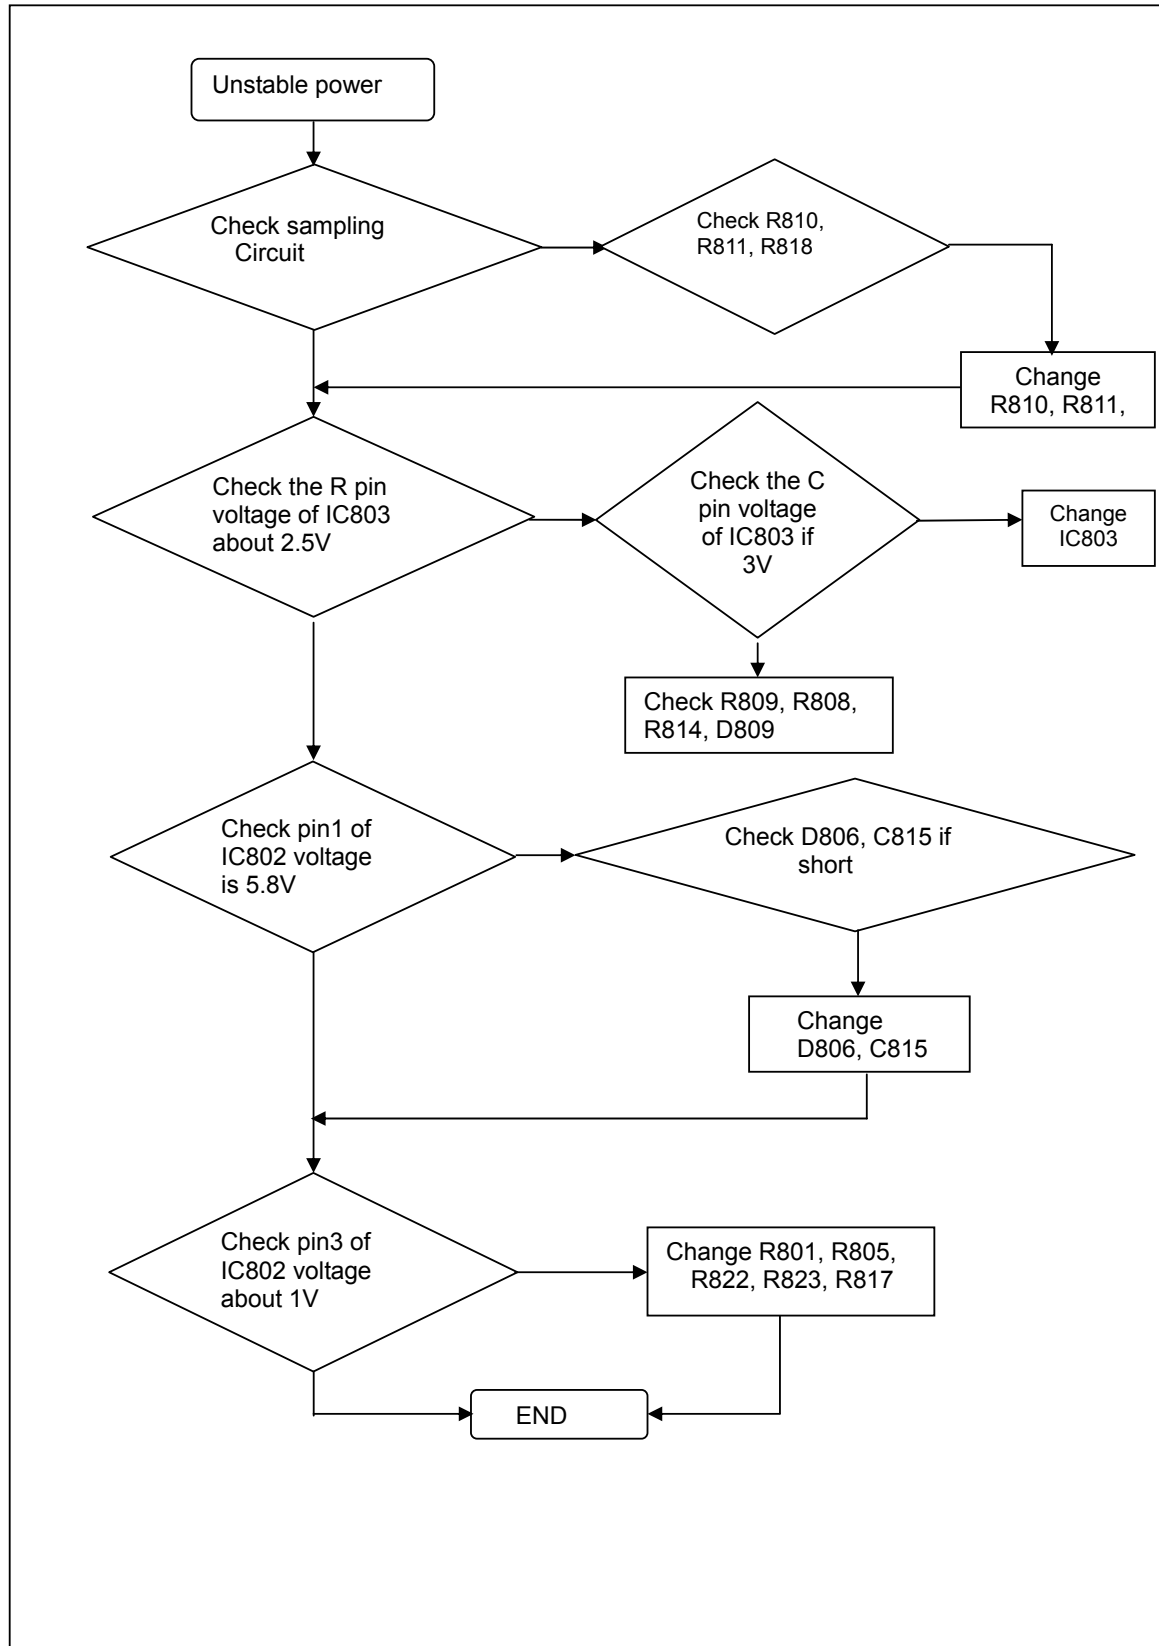 Unstable power
Check sampling
Circuit
Check R810,
R811, R818
Change
R810, R811,
Check the R pin
voltage of IC803
about 2.5V
Check the C
pin voltage
of IC803 if
3V
Change
IC803
Check R809, R808,
R814, D809
Check pin1 of
IC802 voltage
is 5.8V
Check D806, C815 if
short
Change
D806, C815
Check pin3 of
IC802 voltage
about 1V
Change R801, R805,
R822, R823, R817
END